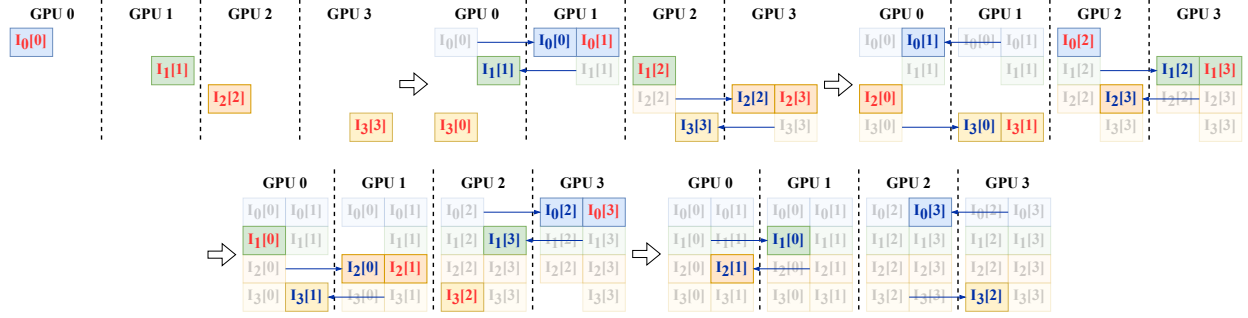 GPU 0 GPU 1 GPU 2 GPU 3 GPU 0 GPU 1 GPU 2 GPU 3 GPU 0 GPU 1 GPU 2 GPU 3
I₀[0] I₀[0] I₀[0] I₀[1] I₀[0] I₀[1] I₀[0] I₀[1] I₀[2]
I₁[1] I₁[1] I₁[1] I₁[2] I₁[1] I₁[1] I₁[2] I₁[2] I₁[3]
I₂[2] I₂[2] I₂[2] I₂[3] I₂[0] I₂[2] I₂[3] I₂[2] I₂[3]
I₃[3] I₃[0] I₃[3] I₃[3] I₃[0] I₃[0] I₃[1] I₃[3] I₃[3]
GPU 0 GPU 1 GPU 2 GPU 3 GPU 0 GPU 1 GPU 2 GPU 3
I₀[0] I₀[1] I₀[0] I₀[1] I₀[2] I₀[2] I₀[3] I₀[0] I₀[1] I₀[0] I₀[1] I₀[2] I₀[3] I₀[2] I₀[3]
I₁[0] I₁[1] I₁[1] I₁[2] I₁[3] I₁[2] I₁[3] I₁[0] I₁[1] I₁[0] I₁[1] I₁[2] I₁[3] I₁[2] I₁[3]
I₂[0] I₂[0] I₂[1] I₂[2] I₂[3] I₂[2] I₂[3] I₂[0] I₂[1] I₂[0] I₂[1] I₂[2] I₂[3] I₂[2] I₂[3]
I₃[0] I₃[1] I₃[0] I₃[1] I₃[2] I₃[3] I₃[3] I₃[0] I₃[1] I₃[0] I₃[1] I₃[2] I₃[3] I₃[2] I₃[3]